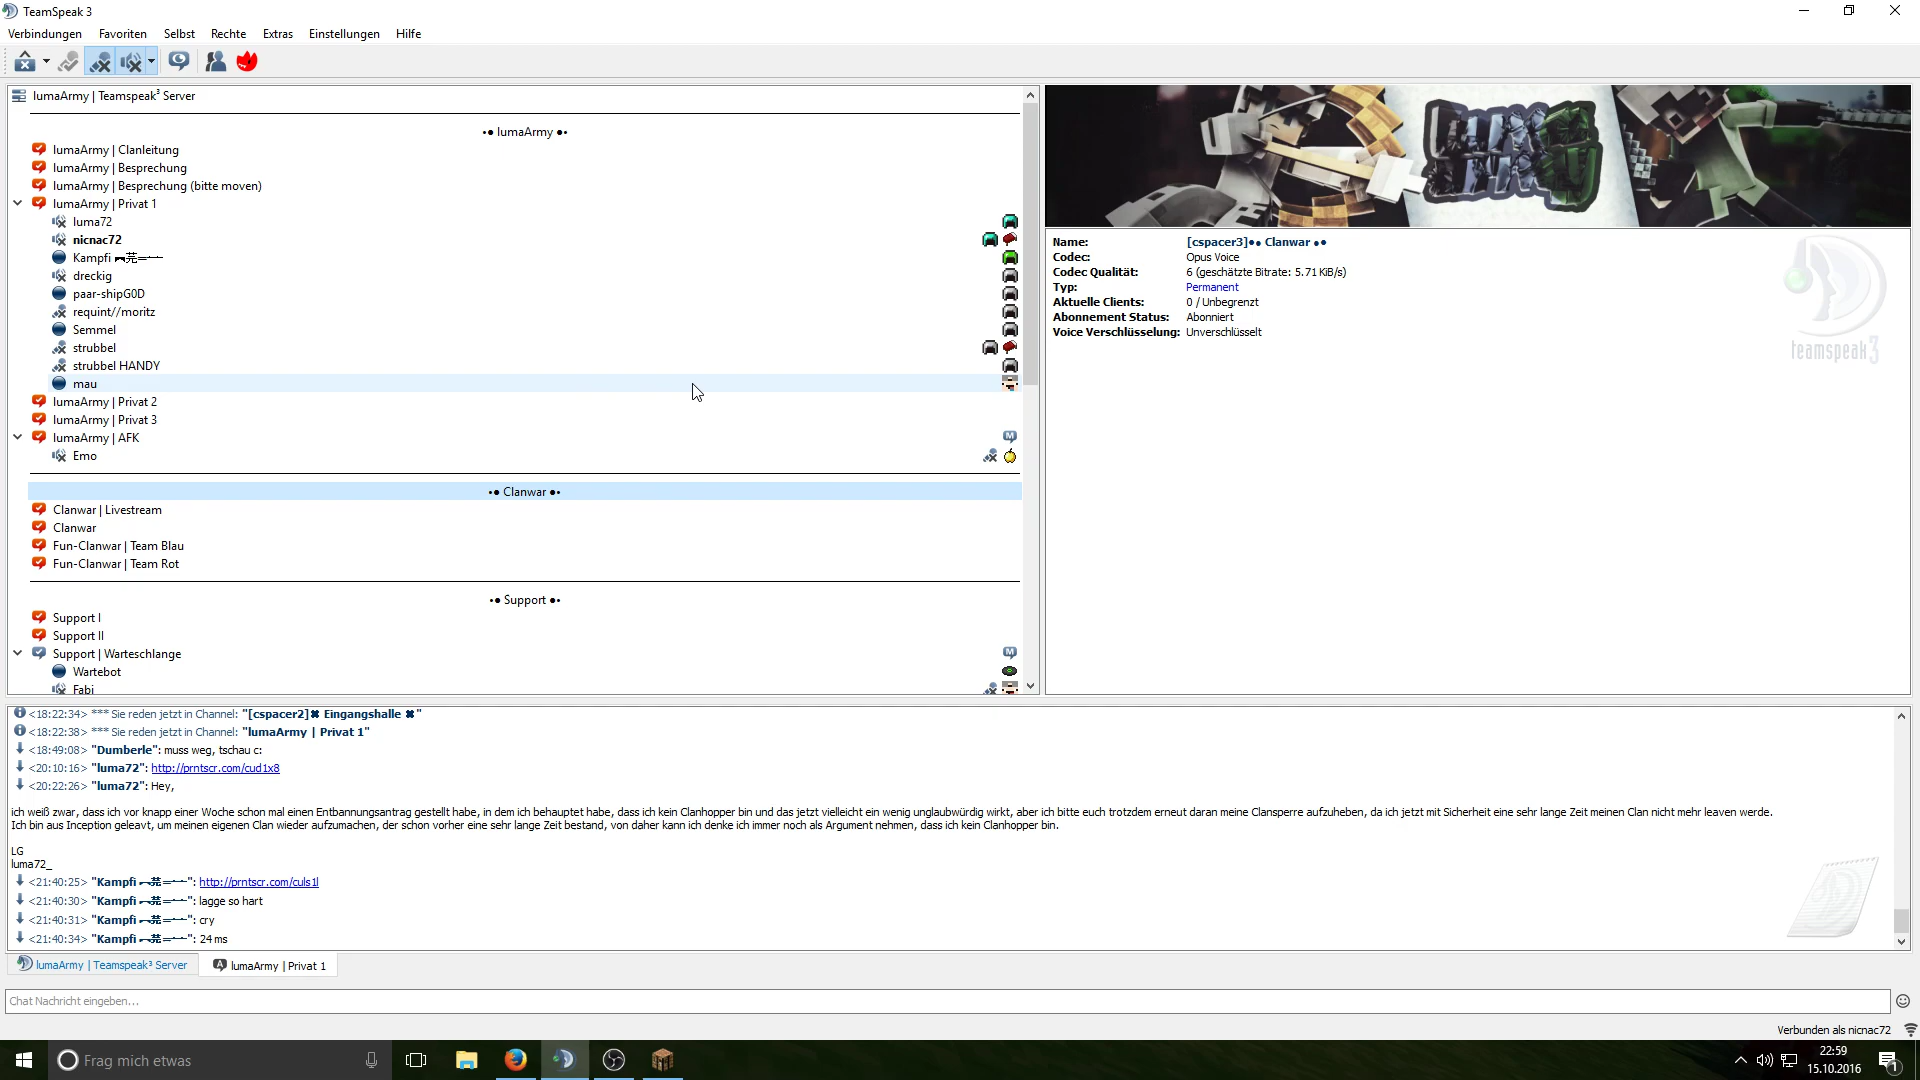 TeamSpeak 3
Verbindungen Favoriten Selbst Rechte Extras Einstellungen Hilfe
lumaArmy | Teamspeak³ Server
•● lumaArmy ●•
lumaArmy | Clanleitung
lumaArmy | Besprechung
lumaArmy | Besprechung (bitte moven)
lumaArmy | Privat 1
luma72
nicnac72
Kampfi
dreckig
paar-shipG0D
requint//moritz
Semmel
strubbel
strubbel HANDY
mau
lumaArmy | Privat 2
lumaArmy | Privat 3
lumaArmy | AFK
Emo
•● Clanwar ●•
Clanwar | Livestream
Clanwar
Fun-Clanwar | Team Blau
Fun-Clanwar | Team Rot
•● Support ●•
Support I
Support II
Support | Warteschlange
Wartebot
Fabi
Name: [cspacer3]●● Clanwar ●●
Codec: Opus Voice
Codec Qualität: 6 (geschätzte Bitrate: 5.71 KiB/s)
Typ: Permanent
Aktuelle Clients: 0 / Unbegrenzt
Abonnement Status: Abonniert
Voice Verschlüsselung: Unverschlüsselt
teamspeak 3
<18:22:34> *** Sie reden jetzt in Channel: "[cspacer2]✖ Eingangshalle ✖"
<18:22:38> *** Sie reden jetzt in Channel: "lumaArmy | Privat 1"
<18:49:08> "Dumberle": muss weg, tschau c:
<20:10:16> "luma72": http://prntscr.com/cud1x8
<20:22:26> "luma72": Hey,
ich weiß zwar, dass ich vor knapp einer Woche schon mal einen Entbannungsantrag gestellt habe, in dem ich behauptet habe, dass ich kein Clanhopper bin und das jetzt vielleicht ein wenig unglaubwürdig wirkt, aber ich bitte euch trotzdem erneut daran meine Clansperre aufzuheben, da ich jetzt mit Sicherheit eine sehr lange Zeit meinen Clan nicht mehr leaven werde.
Ich bin aus Inception geleavt, um meinen eigenen Clan wieder aufzumachen, der schon vorher eine sehr lange Zeit bestand, von daher kann ich denke ich immer noch als Argument nehmen, dass ich kein Clanhopper bin.
LG
luma72_
<21:40:25> "Kampfi ": http://prntscr.com/culs1l
<21:40:30> "Kampfi ": lagge so hart
<21:40:31> "Kampfi ": cry
<21:40:34> "Kampfi ": 24 ms
lumaArmy | Teamspeak³ Server lumaArmy | Privat 1
Chat Nachricht eingeben...
Verbunden als nicnac72
Frag mich etwas
22:59
15.10.2016
1